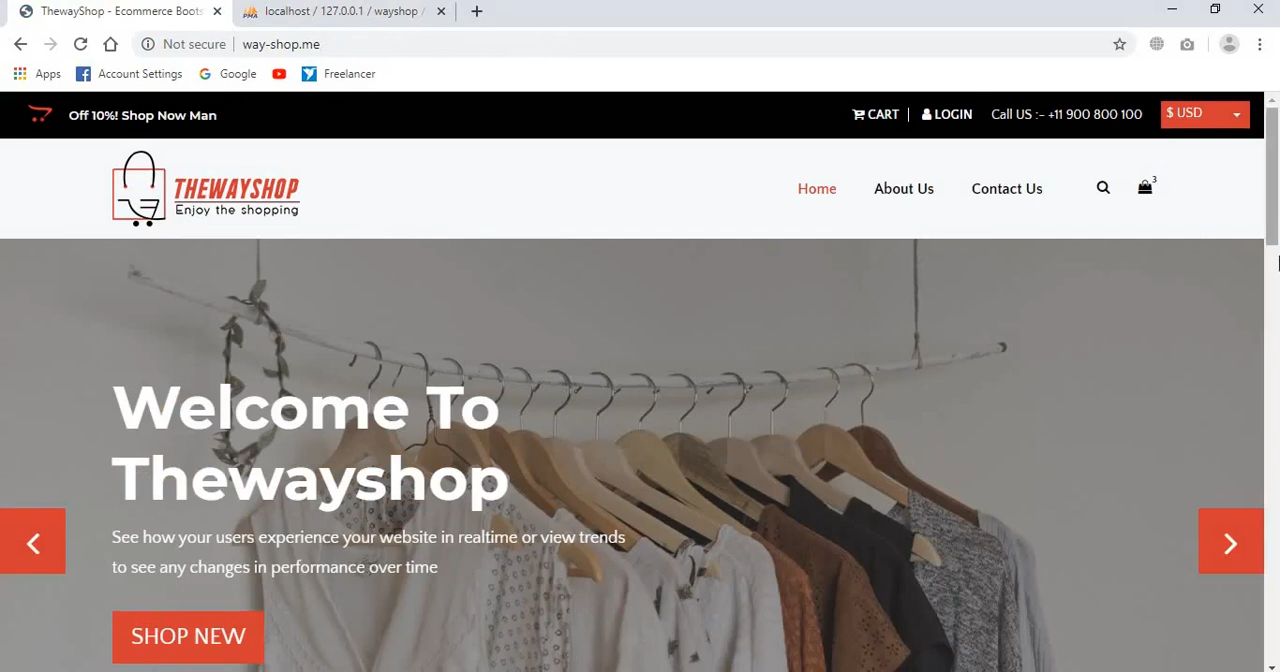 ThewayShop - Ecommerce Boots
localhost / 127.0.0.1 / wayshop /
Not secure
way-shop.me
Apps
Account Settings
Google
Freelancer
Off 10%! Shop Now Man
CART
LOGIN
Call US :- +11 900 800 100
$ USD
THEWAYSHOP
Enjoy the shopping
Home
About Us
Contact Us
3
Welcome To
Thewayshop
See how your users experience your website in realtime or view trends
to see any changes in performance over time
SHOP NEW